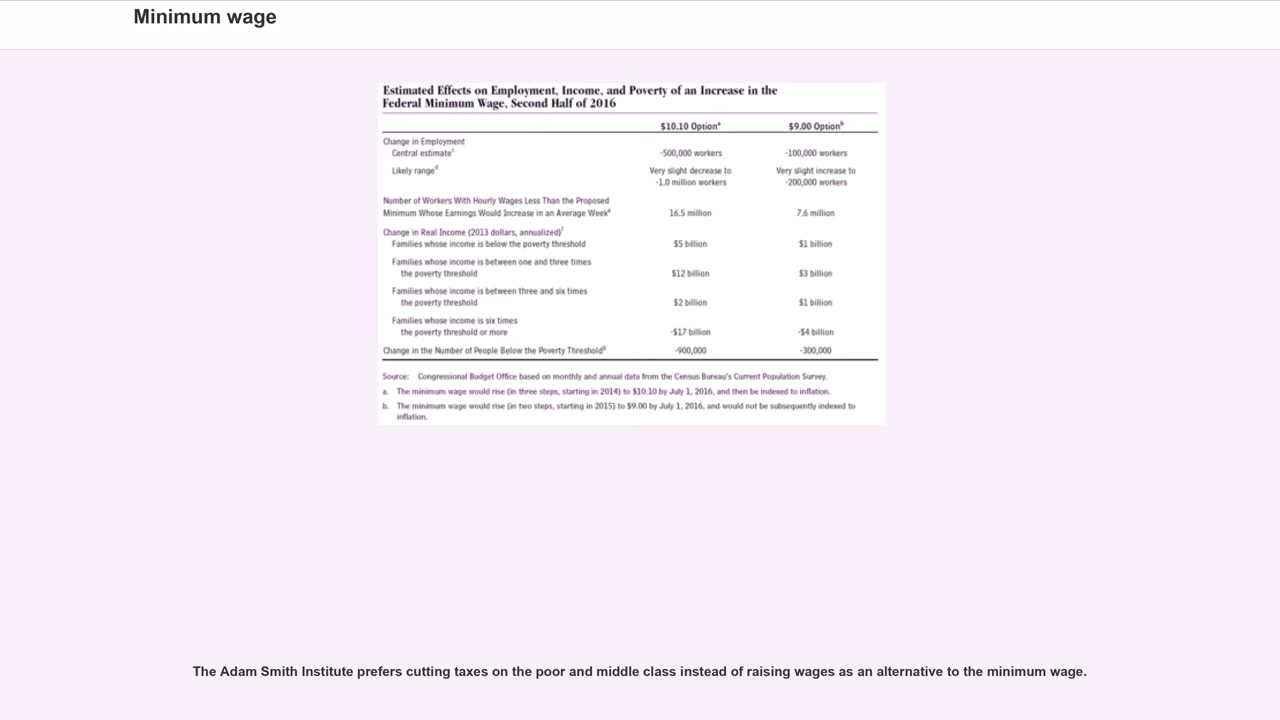 Minimum wage
Estimated Effects on Employment, Income, and Poverty of an Increase in the
Federal Minimum Wage, Second Half of 2016
$10.10 Optionᵃ $9.00 Optionᵇ
Change in Employment
Central estimateᶜ -500,000 workers -100,000 workers
Likely rangeᵈ Very slight decrease to Very slight increase to
-1.0 million workers -200,000 workers
Number of Workers With Hourly Wages Less Than the Proposed
Minimum Whose Earnings Would Increase in an Average Weekᵉ 16.5 million 7.6 million
Change in Real Income (2013 dollars, annualized)ᶠ
Families whose income is below the poverty threshold $5 billion $1 billion
Families whose income is between one and three times
the poverty threshold $12 billion $3 billion
Families whose income is between three and six times
the poverty threshold $2 billion $1 billion
Families whose income is six times
the poverty threshold or more -$17 billion -$4 billion
Change in the Number of People Below the Poverty Thresholdᵍ -900,000 -300,000
Source: Congressional Budget Office based on monthly and annual data from the Census Bureau's Current Population Survey.
a. The minimum wage would rise (in three steps, starting in 2014) to $10.10 by July 1, 2016, and then be indexed to inflation.
b. The minimum wage would rise (in two steps, starting in 2015) to $9.00 by July 1, 2016, and would not be subsequently indexed to
inflation.
The Adam Smith Institute prefers cutting taxes on the poor and middle class instead of raising wages as an alternative to the minimum wage.